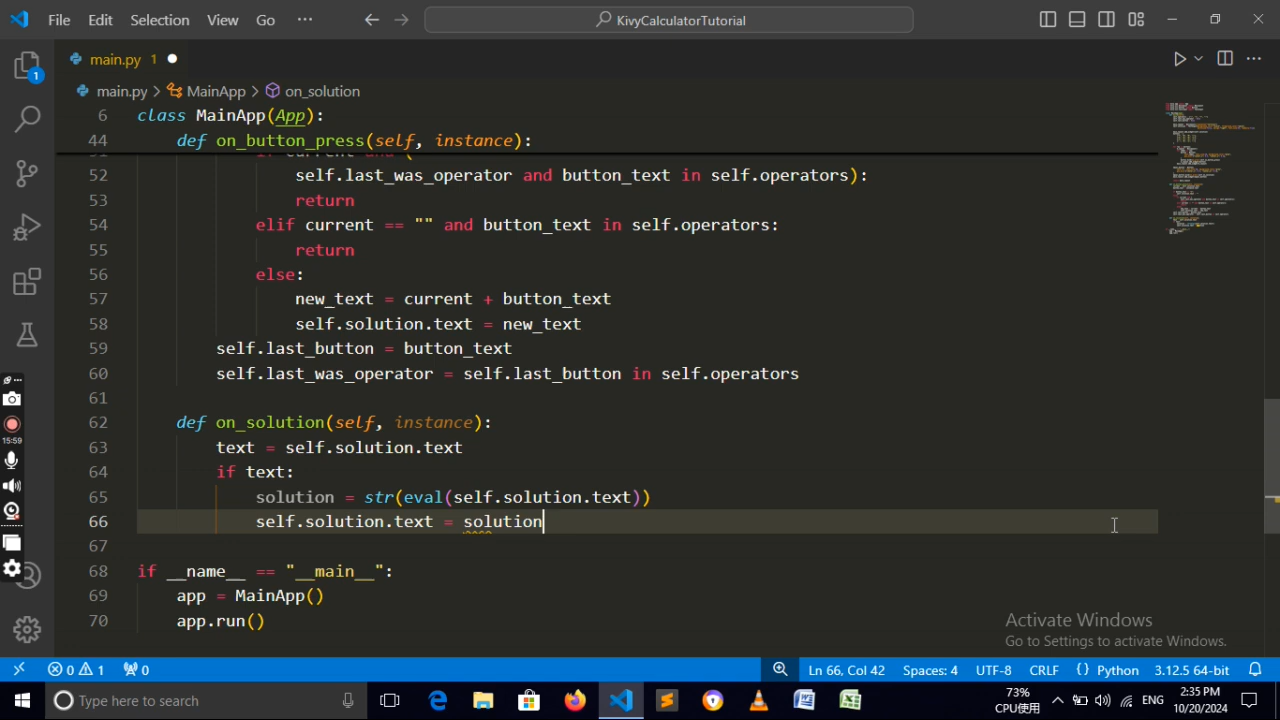 File Edit Selection View Go ··· KivyCalculatorTutorial
main.py 1
main.py > MainApp > on_solution
6 class MainApp(App):
44 def on_button_press(self, instance):
52 self.last_was_operator and button_text in self.operators):
53 return
54 elif current == "" and button_text in self.operators:
55 return
56 else:
57 new_text = current + button_text
58 self.solution.text = new_text
59 self.last_button = button_text
60 self.last_was_operator = self.last_button in self.operators
61
62 def on_solution(self, instance):
63 text = self.solution.text
64 if text:
65 solution = str(eval(self.solution.text))
66 self.solution.text = solution
67
68 if __name__ == "__main__":
69 app = MainApp()
70 app.run()
1
15:59
Activate Windows
Go to Settings to activate Windows.
0 1 0 Ln 66, Col 42 Spaces: 4 UTF-8 CRLF {} Python 3.12.5 64-bit
Type here to search
73%
CPU使用
ENG
2:35 PM
10/20/2024